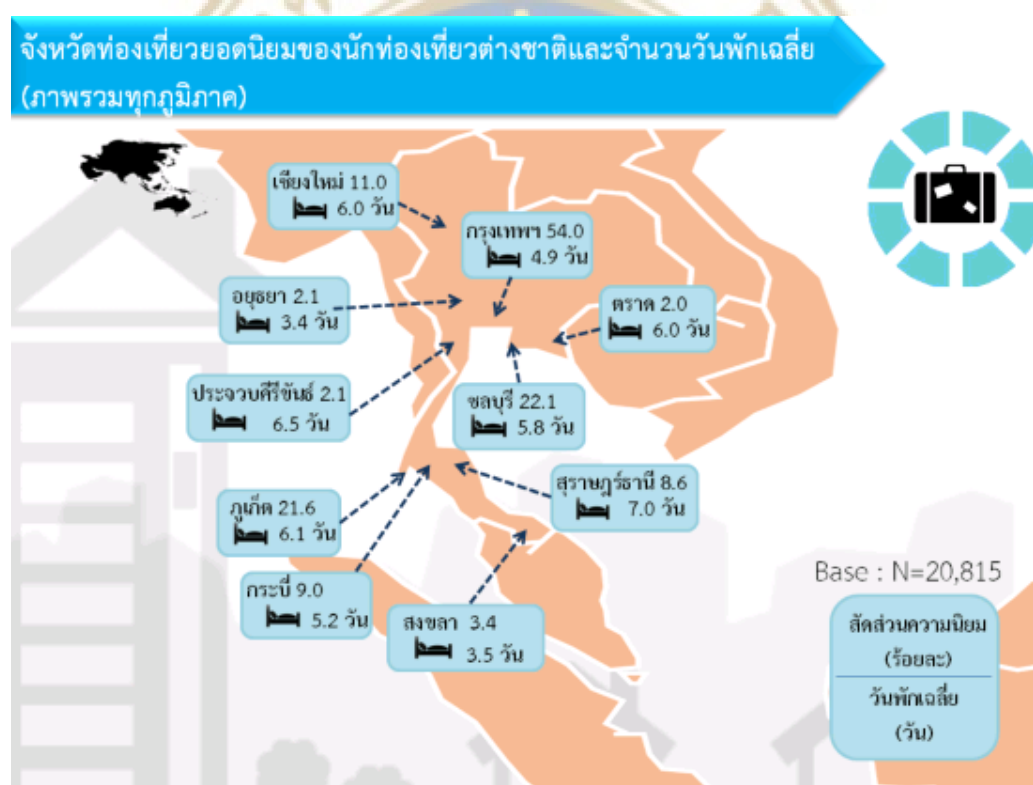 จังหวัดท่องเที่ยวยอดนิยมของนักท่องเที่ยวต่างชาติและจำนวนวันพักเฉลี่ย
(ภาพรวมทุกภูมิภาค)
เชียงใหม่ 11.0
6.0 วัน
กรุงเทพฯ 54.0
4.9 วัน
อยุธยา 2.1
3.4 วัน
ตราด 2.0
6.0 วัน
ประจวบคีรีขันธ์ 2.1
6.5 วัน
ชลบุรี 22.1
5.8 วัน
สุราษฎร์ธานี 8.6
7.0 วัน
ภูเก็ต 21.6
6.1 วัน
กระบี่ 9.0
5.2 วัน
สงขลา 3.4
3.5 วัน
Base : N=20,815
สัดส่วนความนิยม
(ร้อยละ)
วันพักเฉลี่ย
(วัน)